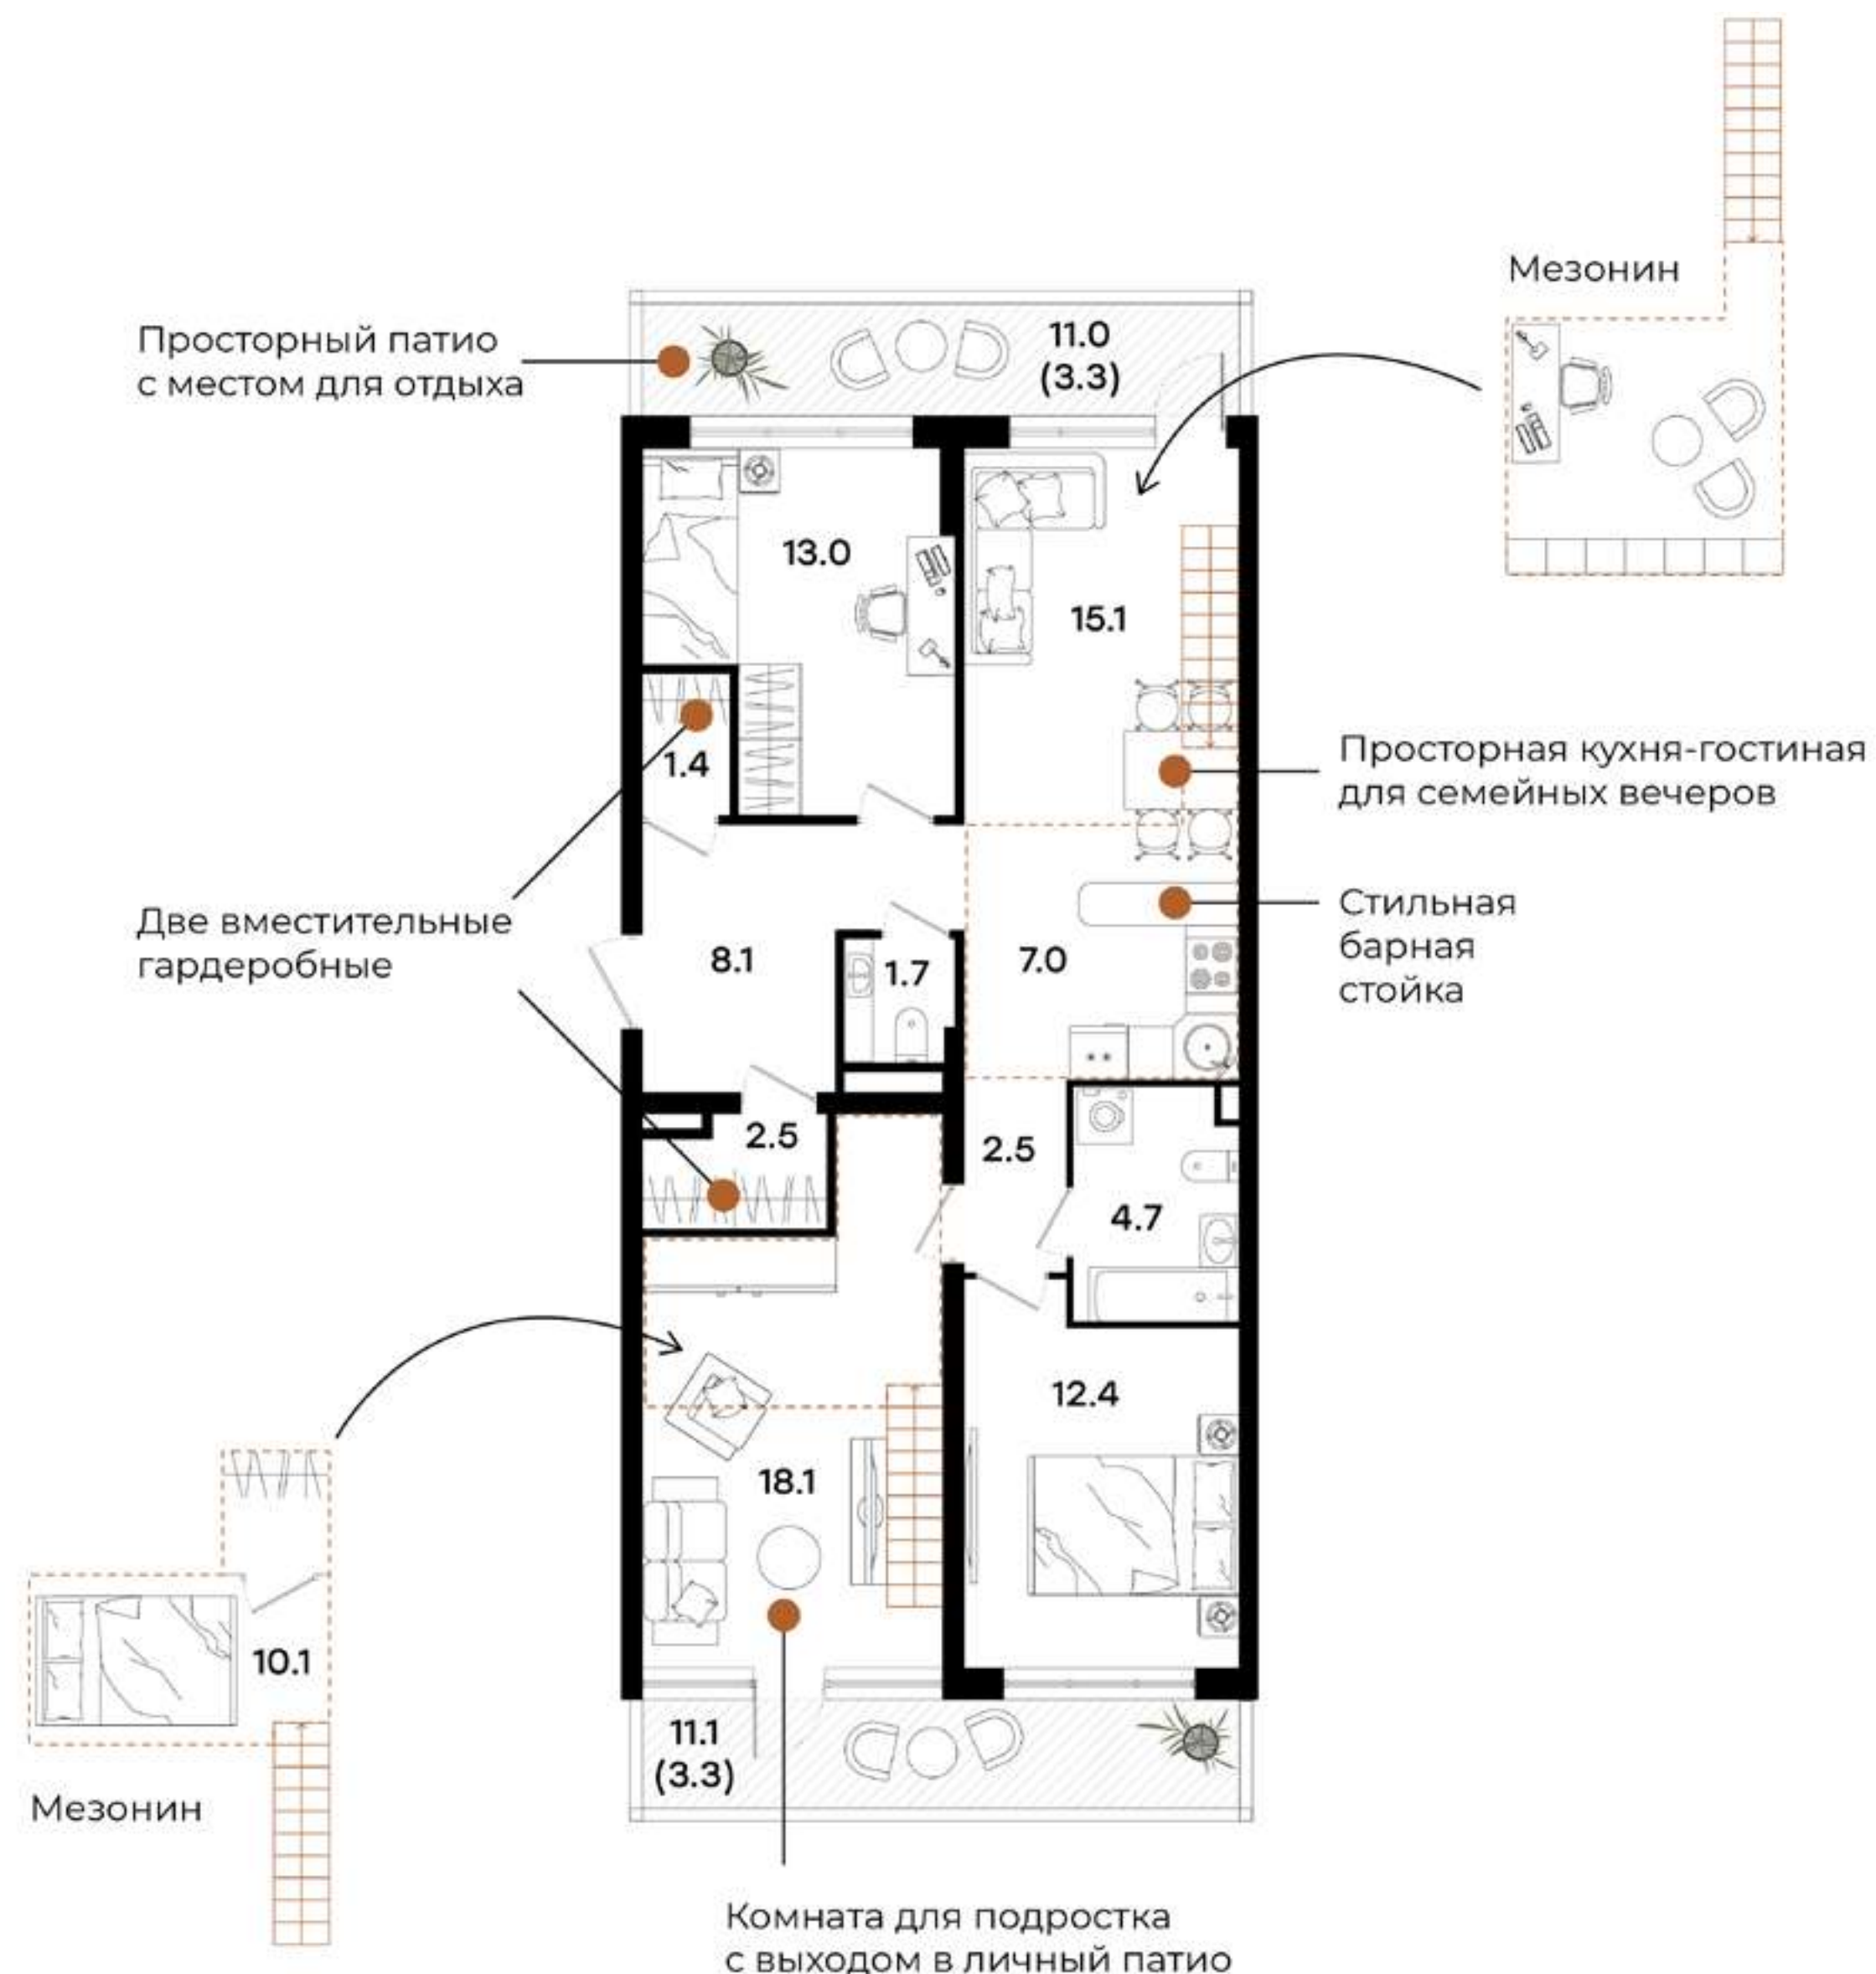 Мезонин
Просторный патио
с местом для отдыха
11.0
(3.3)
13.0
15.1
1.4
Просторная кухня-гостиная
для семейных вечеров
Две вместительные
гардеробные
Стильная
барная
стойка
8.1
1.7
7.0
2.5
2.5
4.7
12.4
18.1
10.1
11.1
(3.3)
Мезонин
Комната для подростка
с выходом в личный патио